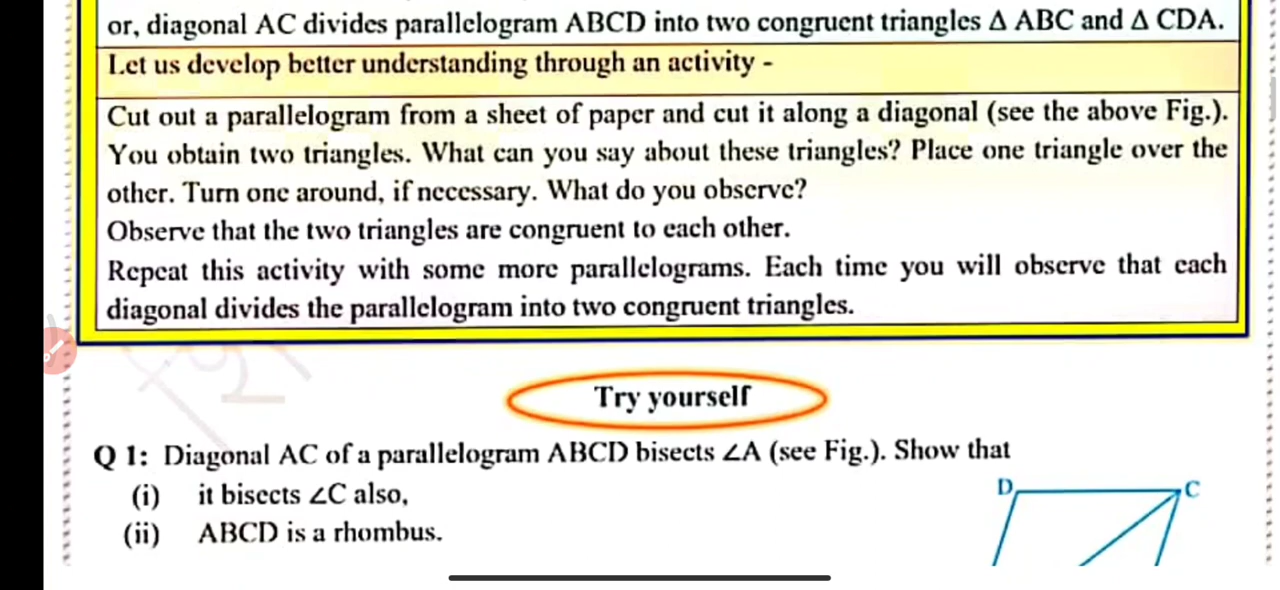 or, diagonal AC divides parallelogram ABCD into two congruent triangles Δ ABC and Δ CDA.
Let us develop better understanding through an activity -
Cut out a parallelogram from a sheet of paper and cut it along a diagonal (see the above Fig.).
You obtain two triangles. What can you say about these triangles? Place one triangle over the
other. Turn one around, if necessary. What do you observe?
Observe that the two triangles are congruent to each other.
Repeat this activity with some more parallelograms. Each time you will observe that each
diagonal divides the parallelogram into two congruent triangles.
Try yourself
Q 1: Diagonal AC of a parallelogram ABCD bisects ∠A (see Fig.). Show that
(i) it bisects ∠C also,
(ii) ABCD is a rhombus.
D C